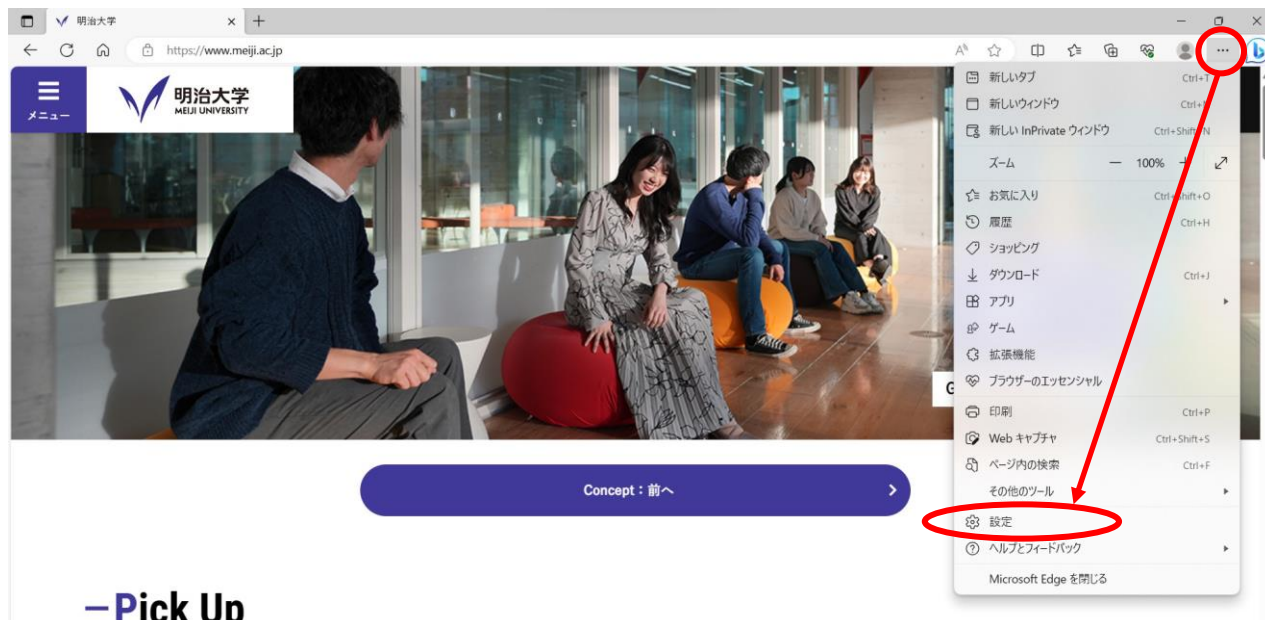 明治大学
https://www.meiji.ac.jp
メニュー
明治大学
MEIJI UNIVERSITY
新しいタブ Ctrl+T
新しいウィンドウ
新しい InPrivate ウィンドウ Ctrl+Shift+N
ズーム 100%
お気に入り Ctrl+Shift+O
履歴 Ctrl+H
ショッピング
ダウンロード Ctrl+J
アプリ
ゲーム
拡張機能
ブラウザーのエッセンシャル
印刷 Ctrl+P
Web キャプチャ Ctrl+Shift+S
ページ内の検索 Ctrl+F
その他のツール
設定
ヘルプとフィードバック
Microsoft Edge を閉じる
Concept：前へ
Pick Up